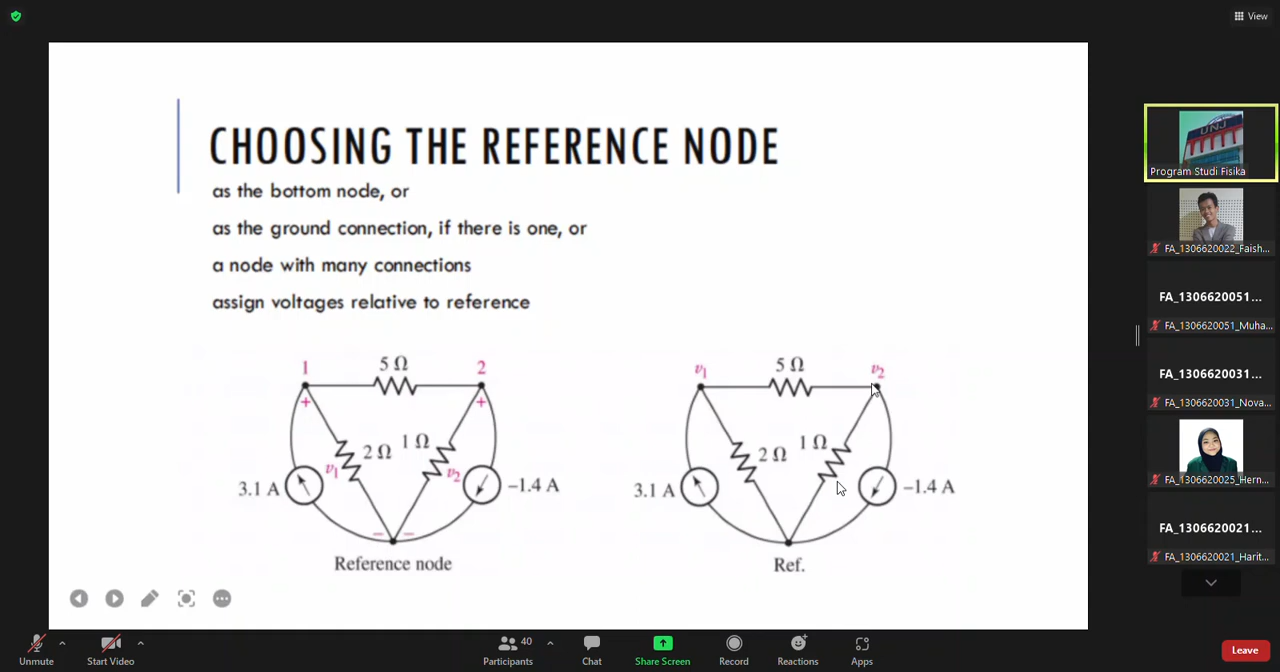 View
CHOOSING THE REFERENCE NODE
as the bottom node, or
as the ground connection, if there is one, or
a node with many connections
assign voltages relative to reference
1
5 Ω
2
+
+
2 Ω
1 Ω
v1
v2
3.1 A
−1.4 A
−
−
Reference node
v1
5 Ω
v2
2 Ω
1 Ω
3.1 A
−1.4 A
Ref.
UNJ
Program Studi Fisika
FA_1306620022_Faish...
FA_1306620051...
FA_1306620051_Muha...
FA_1306620031...
FA_1306620031_Nova...
FA_1306620025_Hern...
FA_1306620021...
FA_1306620021_Harit...
Unmute
Start Video
40
Participants
Chat
Share Screen
Record
Reactions
Apps
Leave